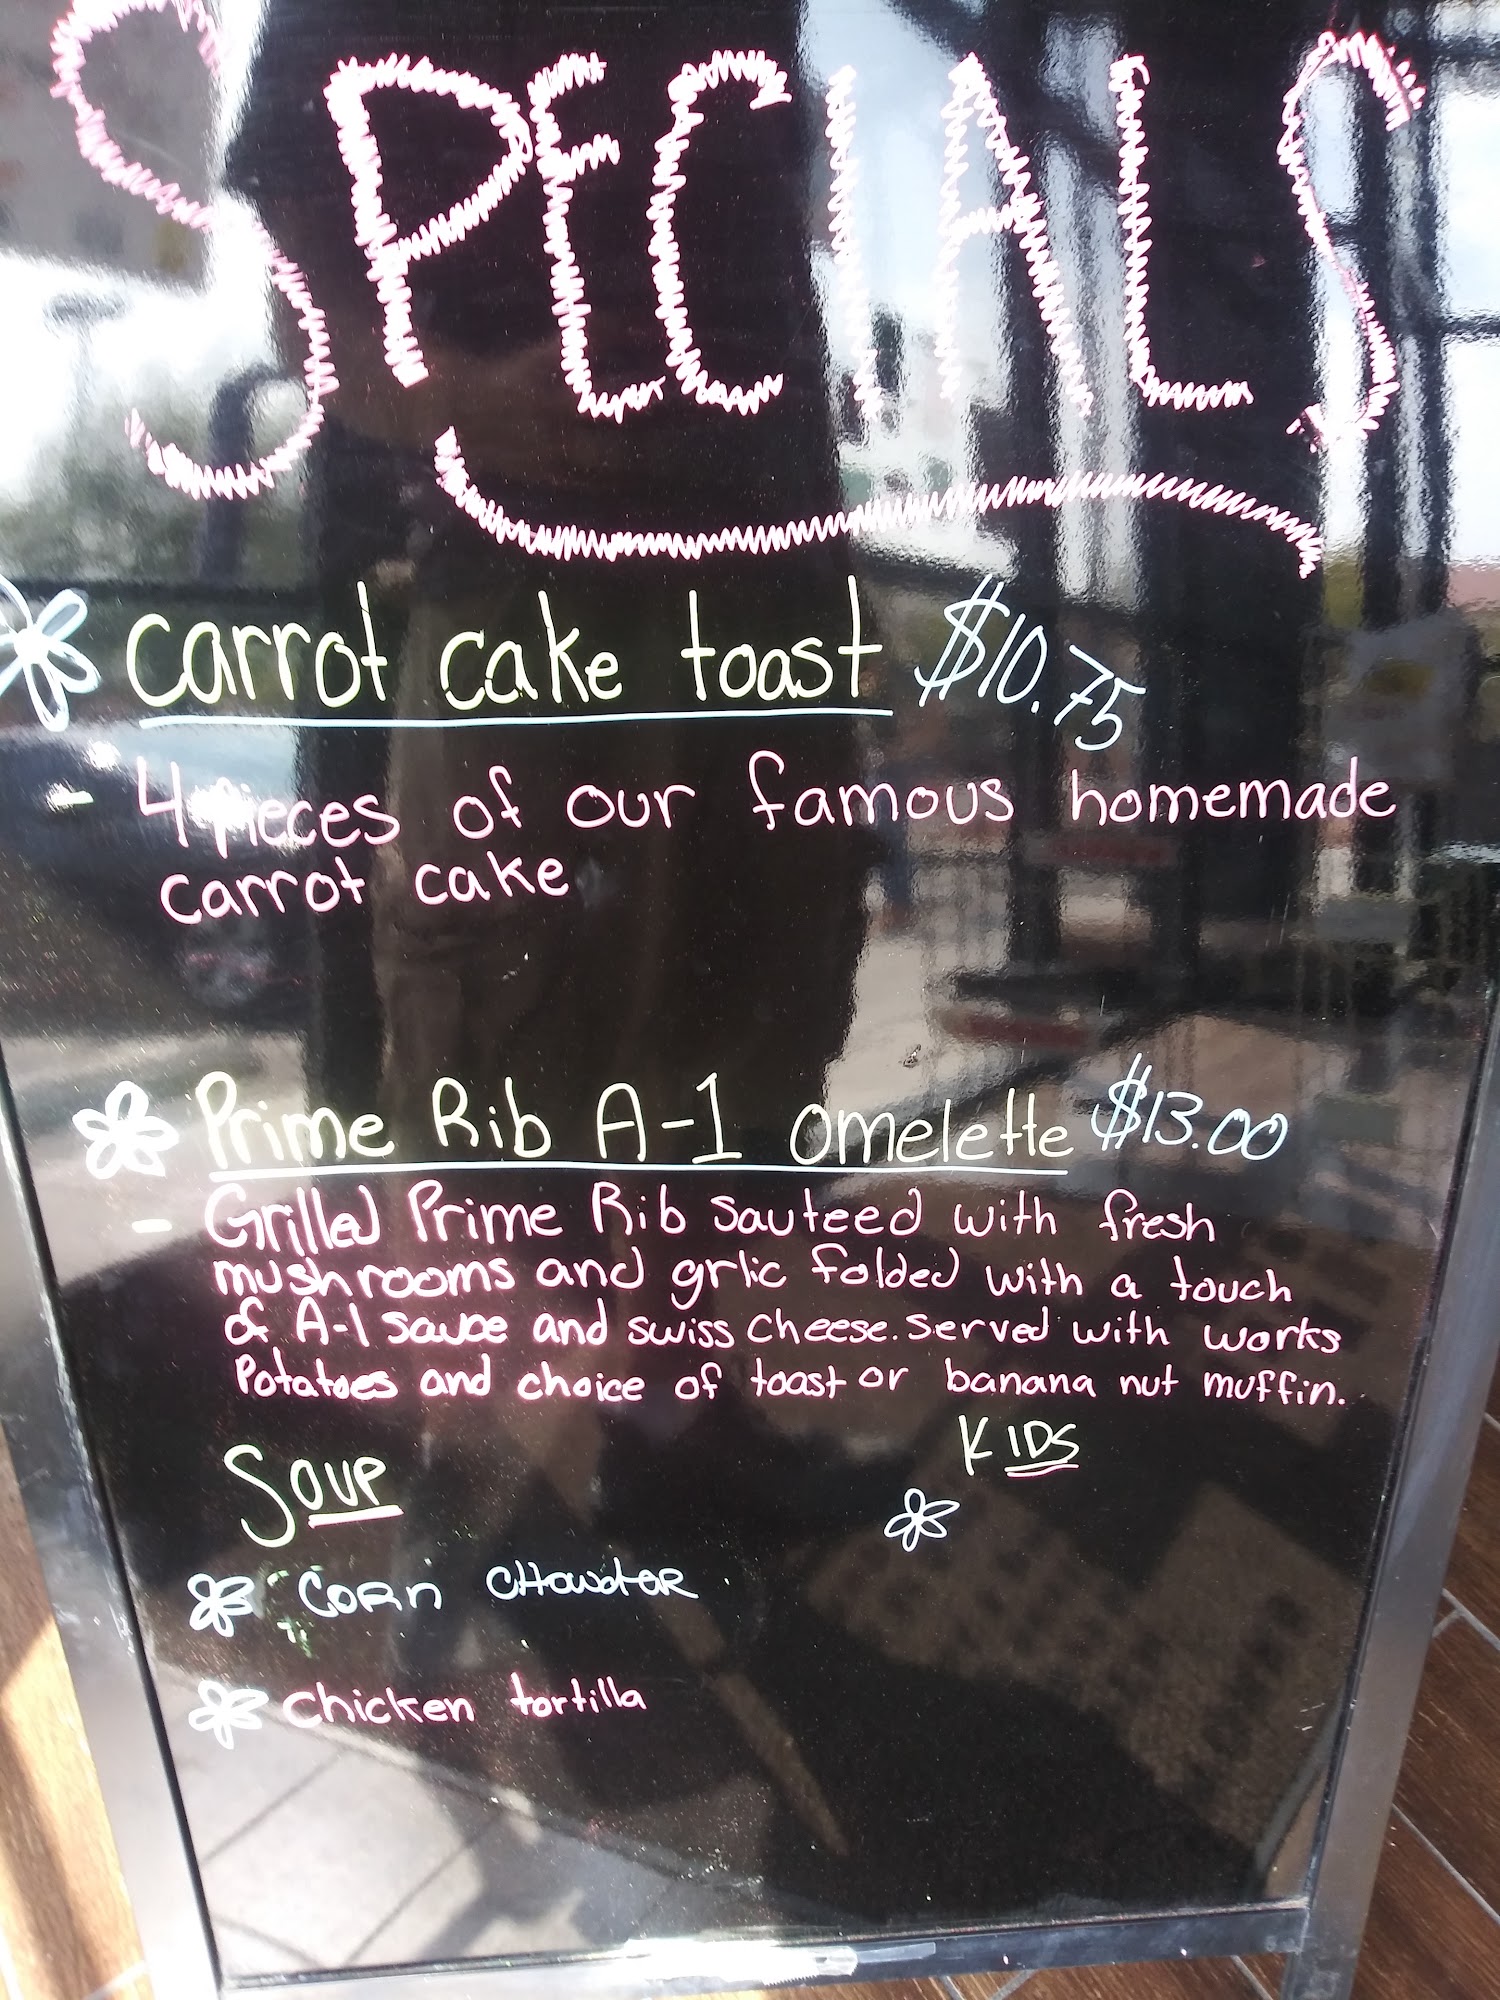 SPECIALS
carrot cake toast $10.75
- 4 pieces of our famous homemade
carrot cake
Prime Rib A-1 omelette $13.00
- Grilled Prime Rib sauteed with fresh
mushrooms and grlic folded with a touch
of A-1 sauce and swiss cheese. served with works
Potatoes and choice of toast or banana nut muffin.
KIDS
Soup
Corn CHowder
chicken tortilla